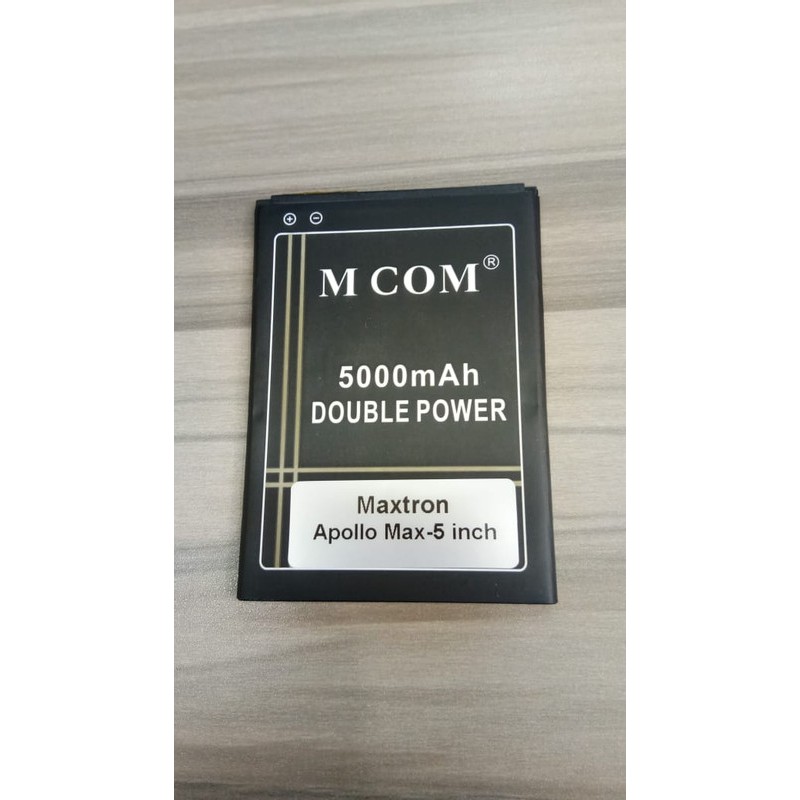 M COM®
5000mAh
DOUBLE POWER
Maxtron
Apollo Max-5 inch